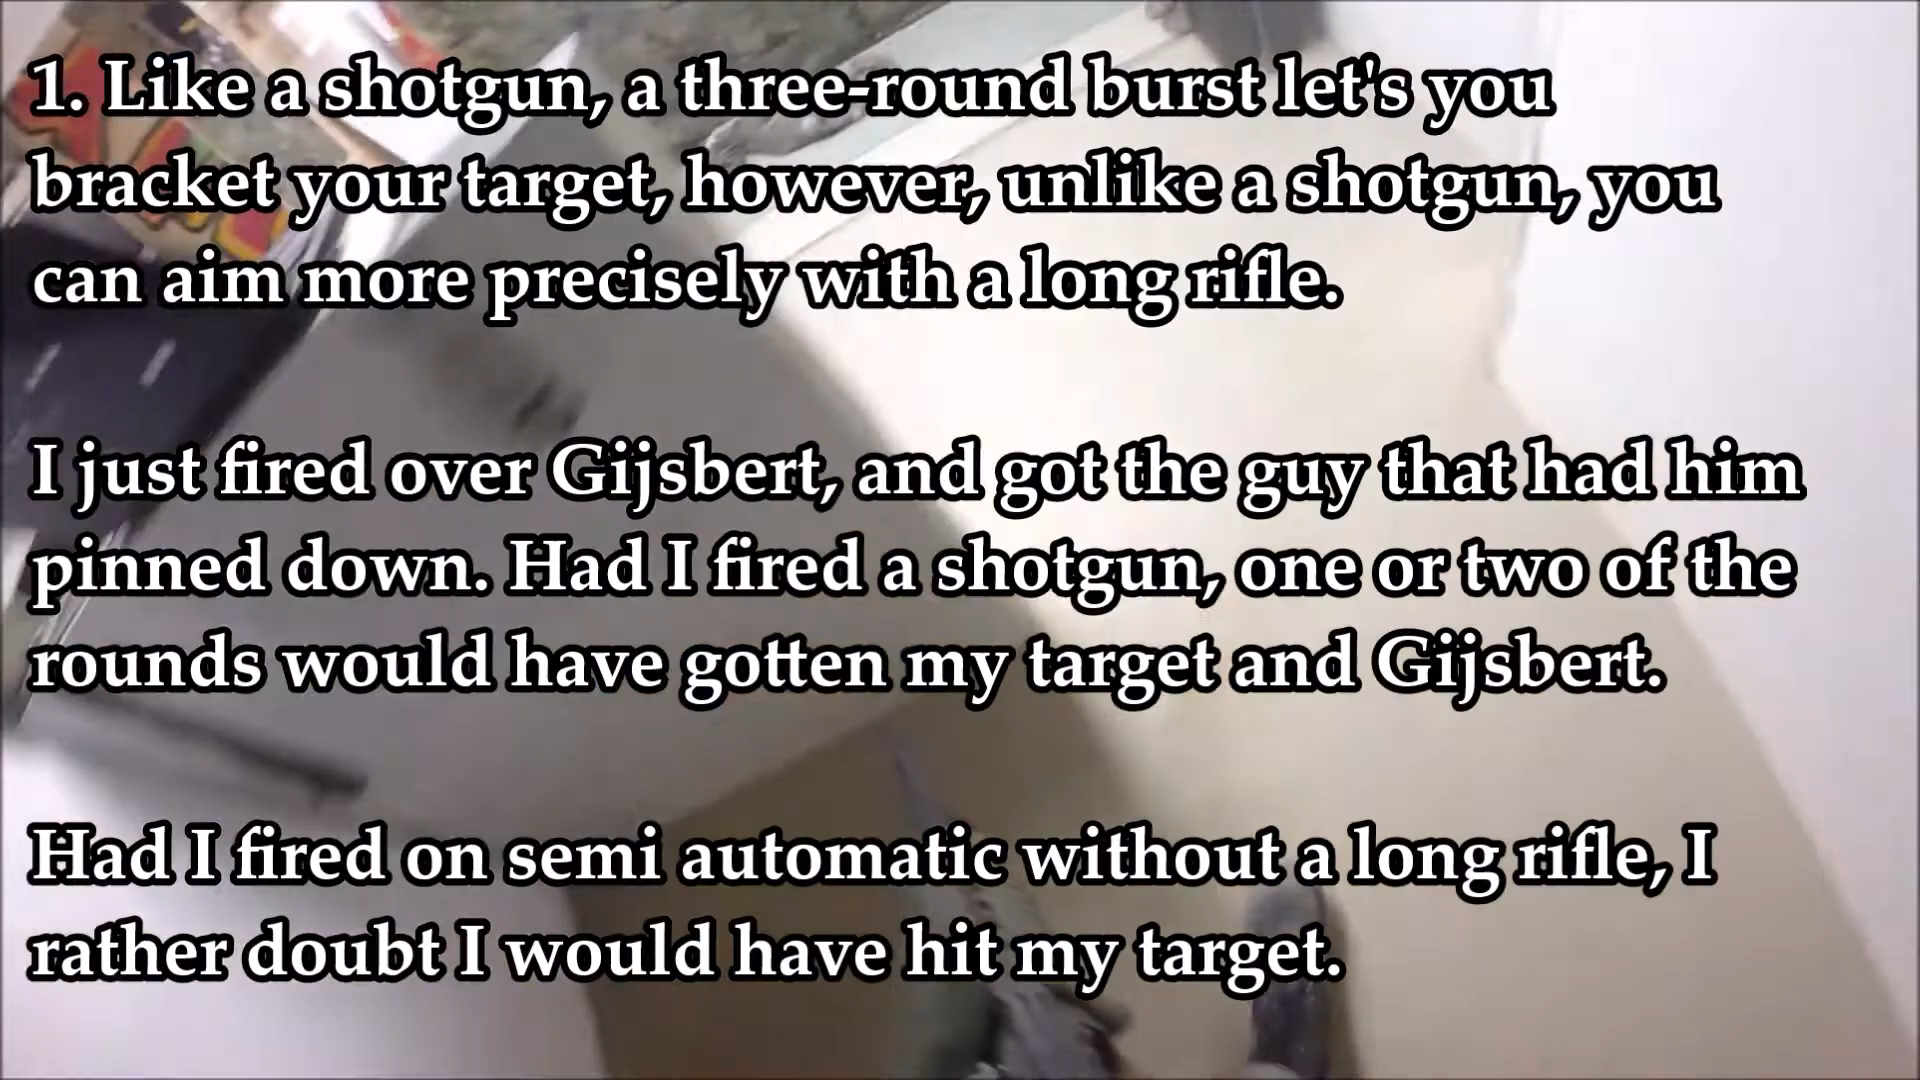 1. Like a shotgun, a three-round burst let's you
bracket your target, however, unlike a shotgun, you
can aim more precisely with a long rifle.
I just fired over Gijsbert, and got the guy that had him
pinned down. Had I fired a shotgun, one or two of the
rounds would have gotten my target and Gijsbert.
Had I fired on semi automatic without a long rifle, I
rather doubt I would have hit my target.